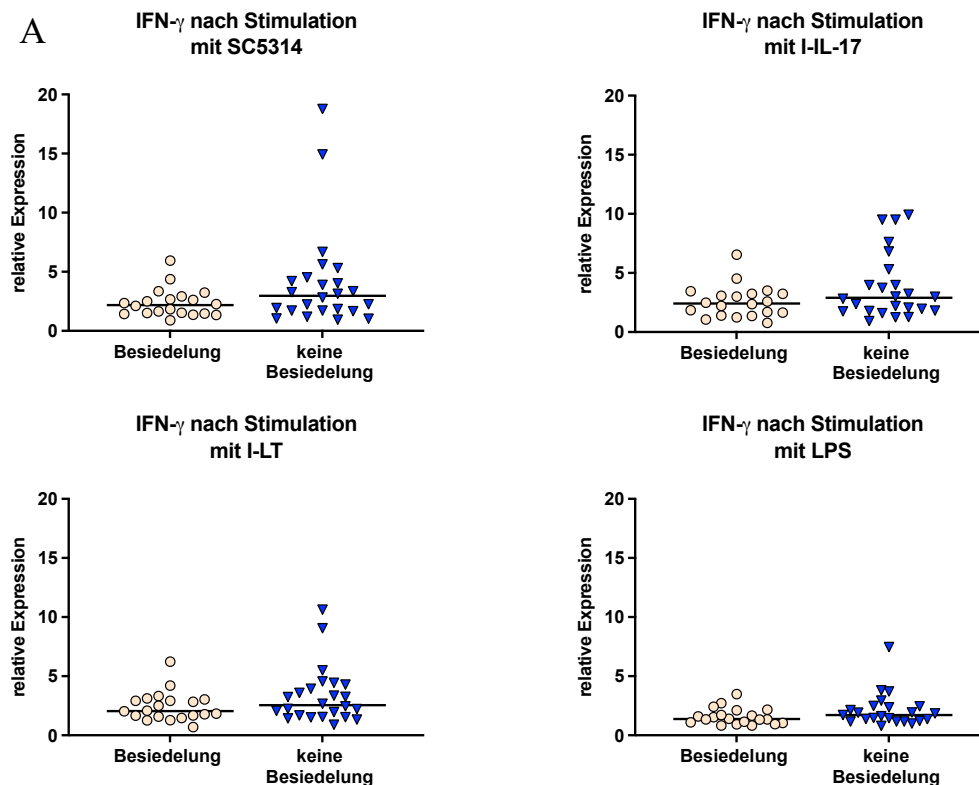 A
IFN-γ nach Stimulation
mit SC5314
relative Expression
20
15
10
5
0
Besiedelung
keine
Besiedelung
IFN-γ nach Stimulation
mit I-IL-17
relative Expression
20
15
10
5
0
Besiedelung
keine
Besiedelung
IFN-γ nach Stimulation
mit I-LT
relative Expression
20
15
10
5
0
Besiedelung
keine
Besiedelung
IFN-γ nach Stimulation
mit LPS
relative Expression
20
15
10
5
0
Besiedelung
keine
Besiedelung